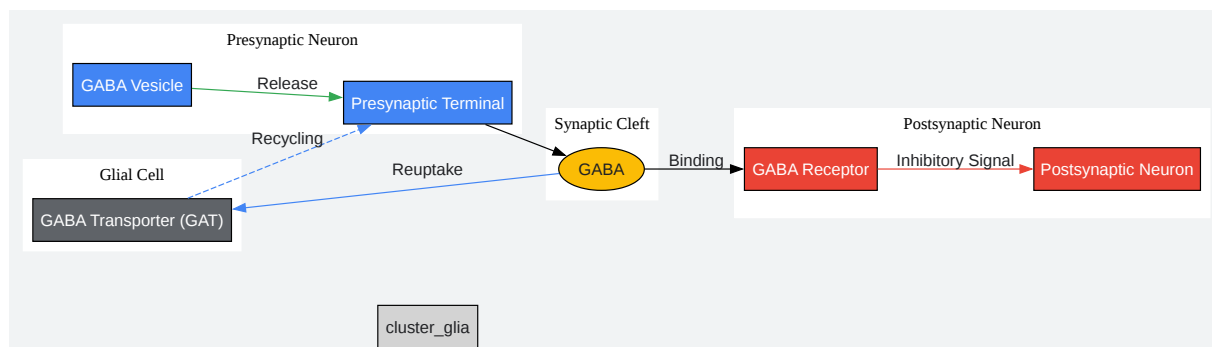 Presynaptic Neuron
GABA Vesicle
Release
Presynaptic Terminal
Recycling
Synaptic Cleft
GABA
Reuptake
Glial Cell
GABA Transporter (GAT)
Binding
Postsynaptic Neuron
GABA Receptor
Inhibitory Signal
Postsynaptic Neuron
cluster_glia